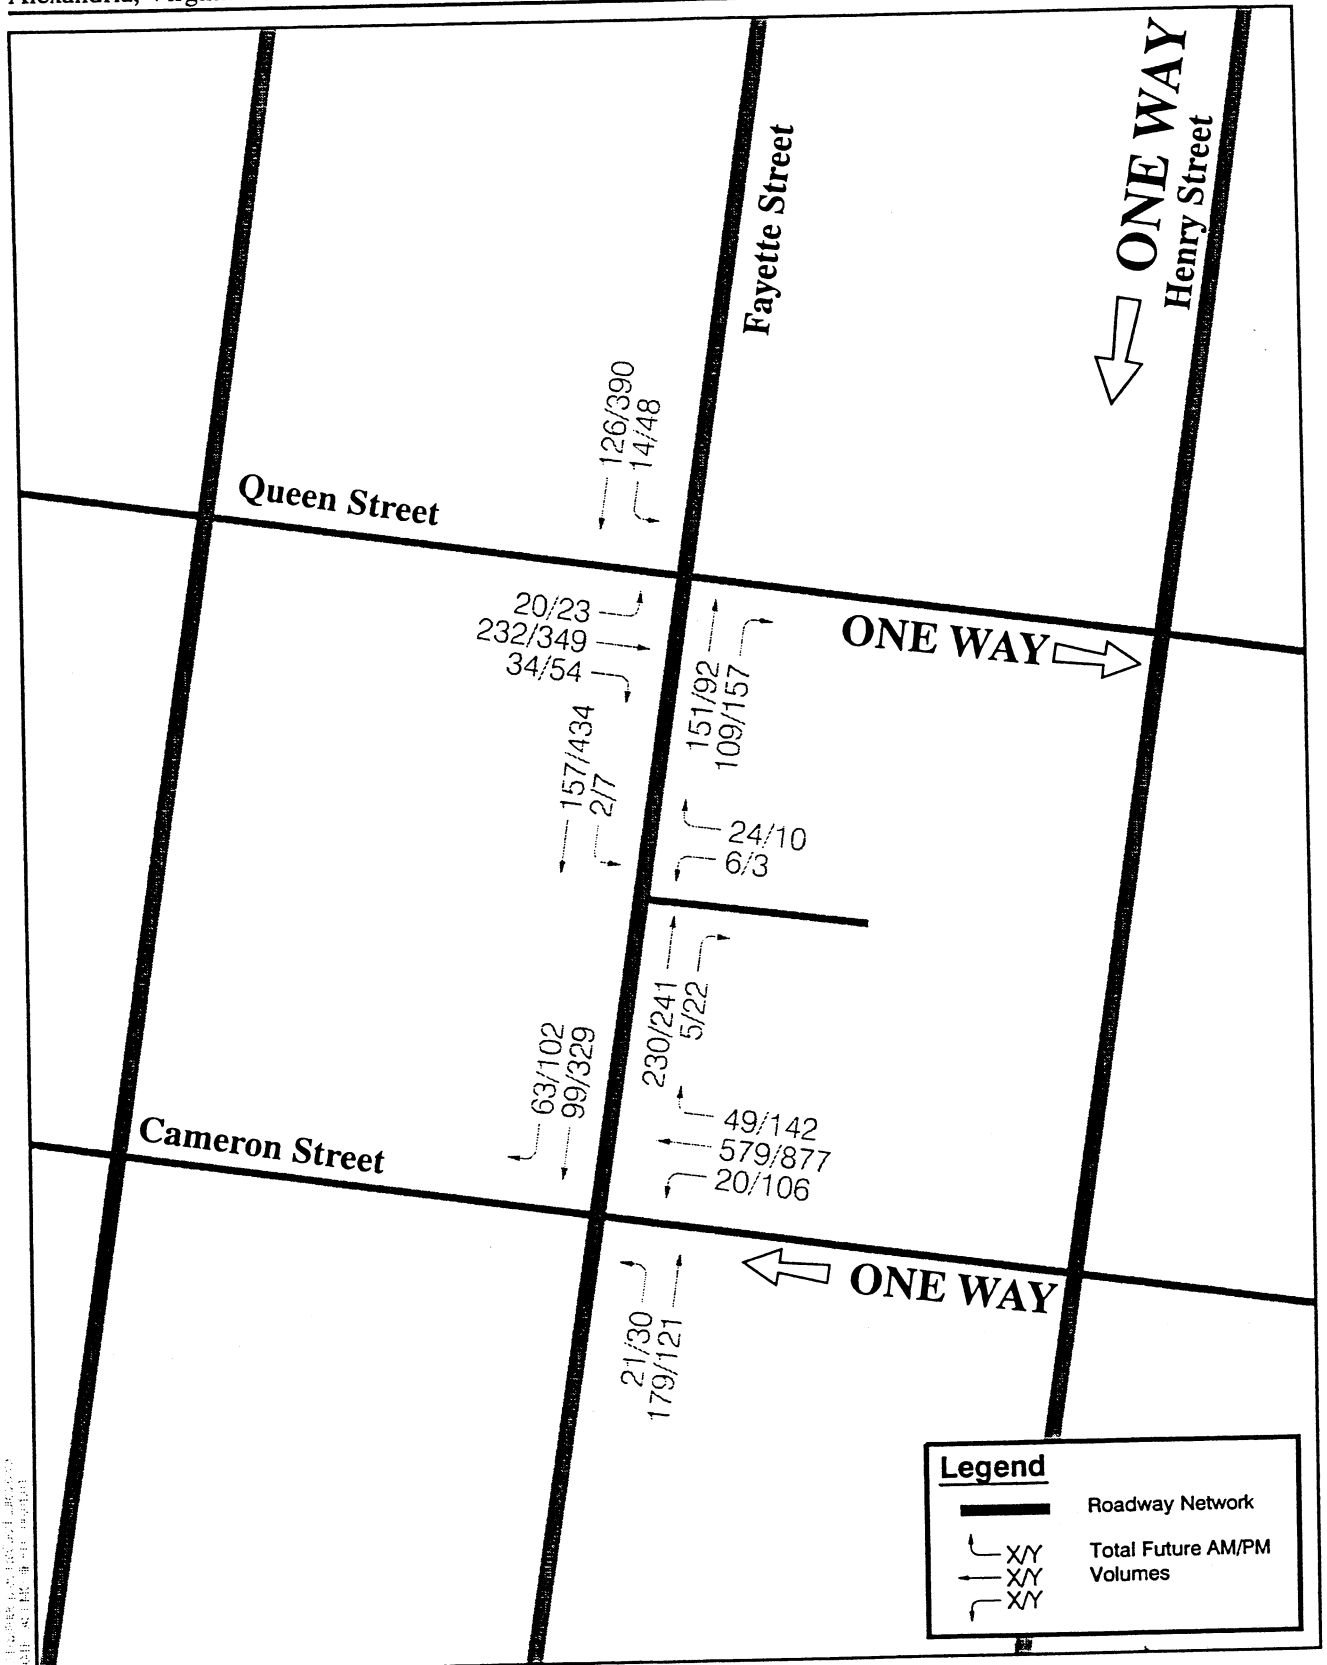 ONE WAY
Henry Street
Fayette Street
126/390
14/48
Queen Street
20/23
232/349
34/54
151/92
109/157
ONE WAY
157/434
2/7
24/10
6/3
230/241
5/22
63/102
99/329
Cameron Street
49/142
579/877
20/106
21/30
179/121
ONE WAY
Legend
Roadway Network
X/Y
X/Y
X/Y
Total Future AM/PM
Volumes